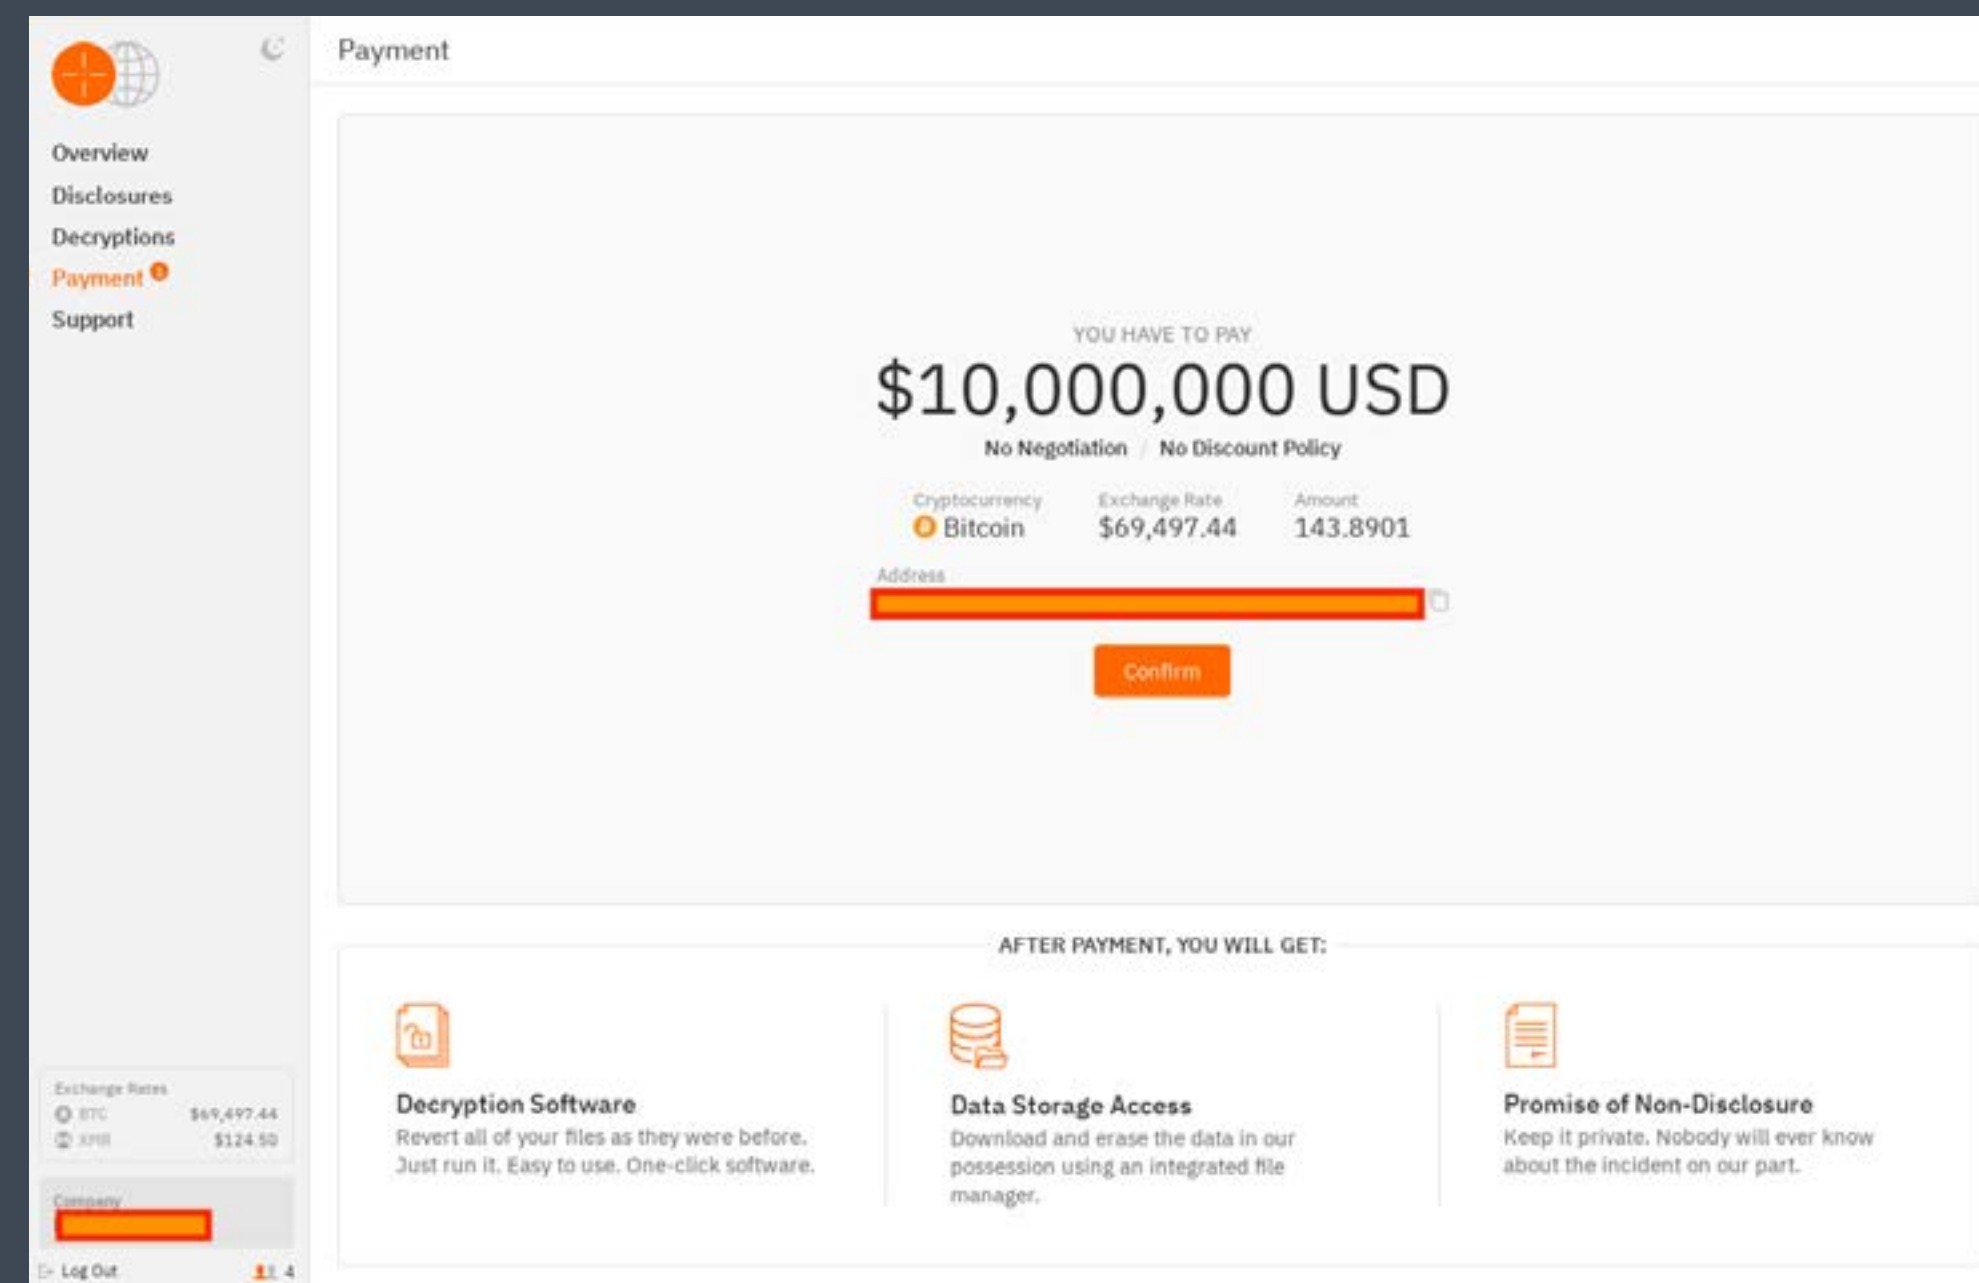 Payment
Overview
Disclosures
Decryptions
Payment
Support
YOU HAVE TO PAY
$10,000,000 USD
No Negotiation / No Discount Policy
Cryptocurrency Exchange Rate Amount
Bitcoin $69,497.44 143.8901
Address
Confirm
AFTER PAYMENT, YOU WILL GET:
Decryption Software
Revert all of your files as they were before.
Just run it. Easy to use. One-click software.
Data Storage Access
Download and erase the data in our
possession using an integrated file
manager.
Promise of Non-Disclosure
Keep it private. Nobody will ever know
about the incident on our part.
Exchange Rates
BTC $69,497.44
XMR $124.50
Company
Log Out 4